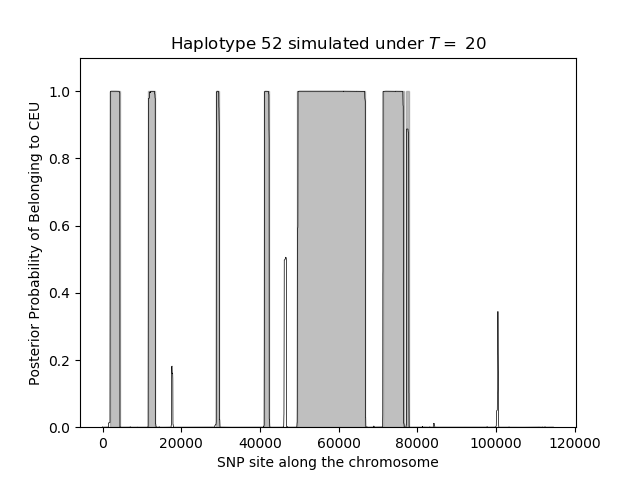 Haplotype 52 simulated under T = 20
Posterior Probability of Belonging to CEU
1.0
0.8
0.6
0.4
0.2
0.0
0 20000 40000 60000 80000 100000 120000
SNP site along the chromosome